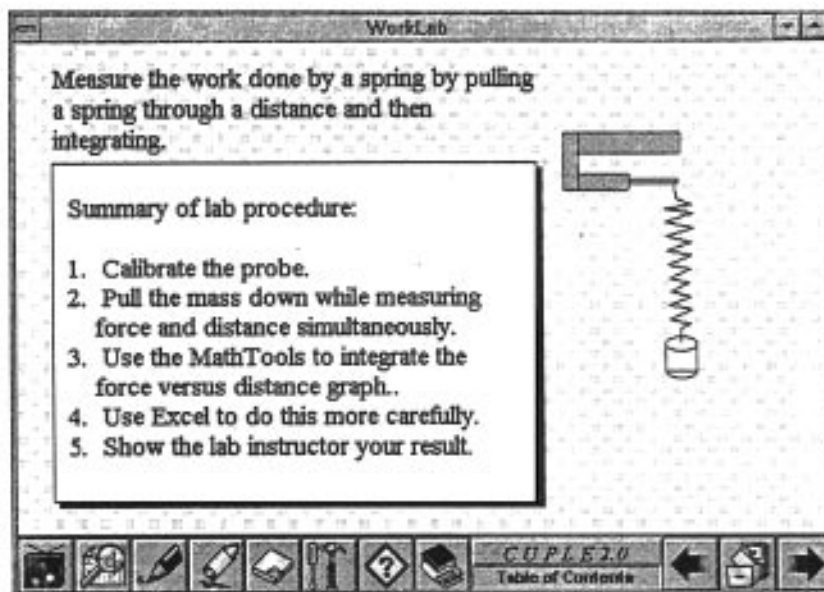 WorkLab
Measure the work done by a spring by pulling
a spring through a distance and then
integrating.
Summary of lab procedure:
1. Calibrate the probe.
2. Pull the mass down while measuring
force and distance simultaneously.
3. Use the MathTools to integrate the
force versus distance graph..
4. Use Excel to do this more carefully.
5. Show the lab instructor your result.
CUPLE 2.0
Table of Contents